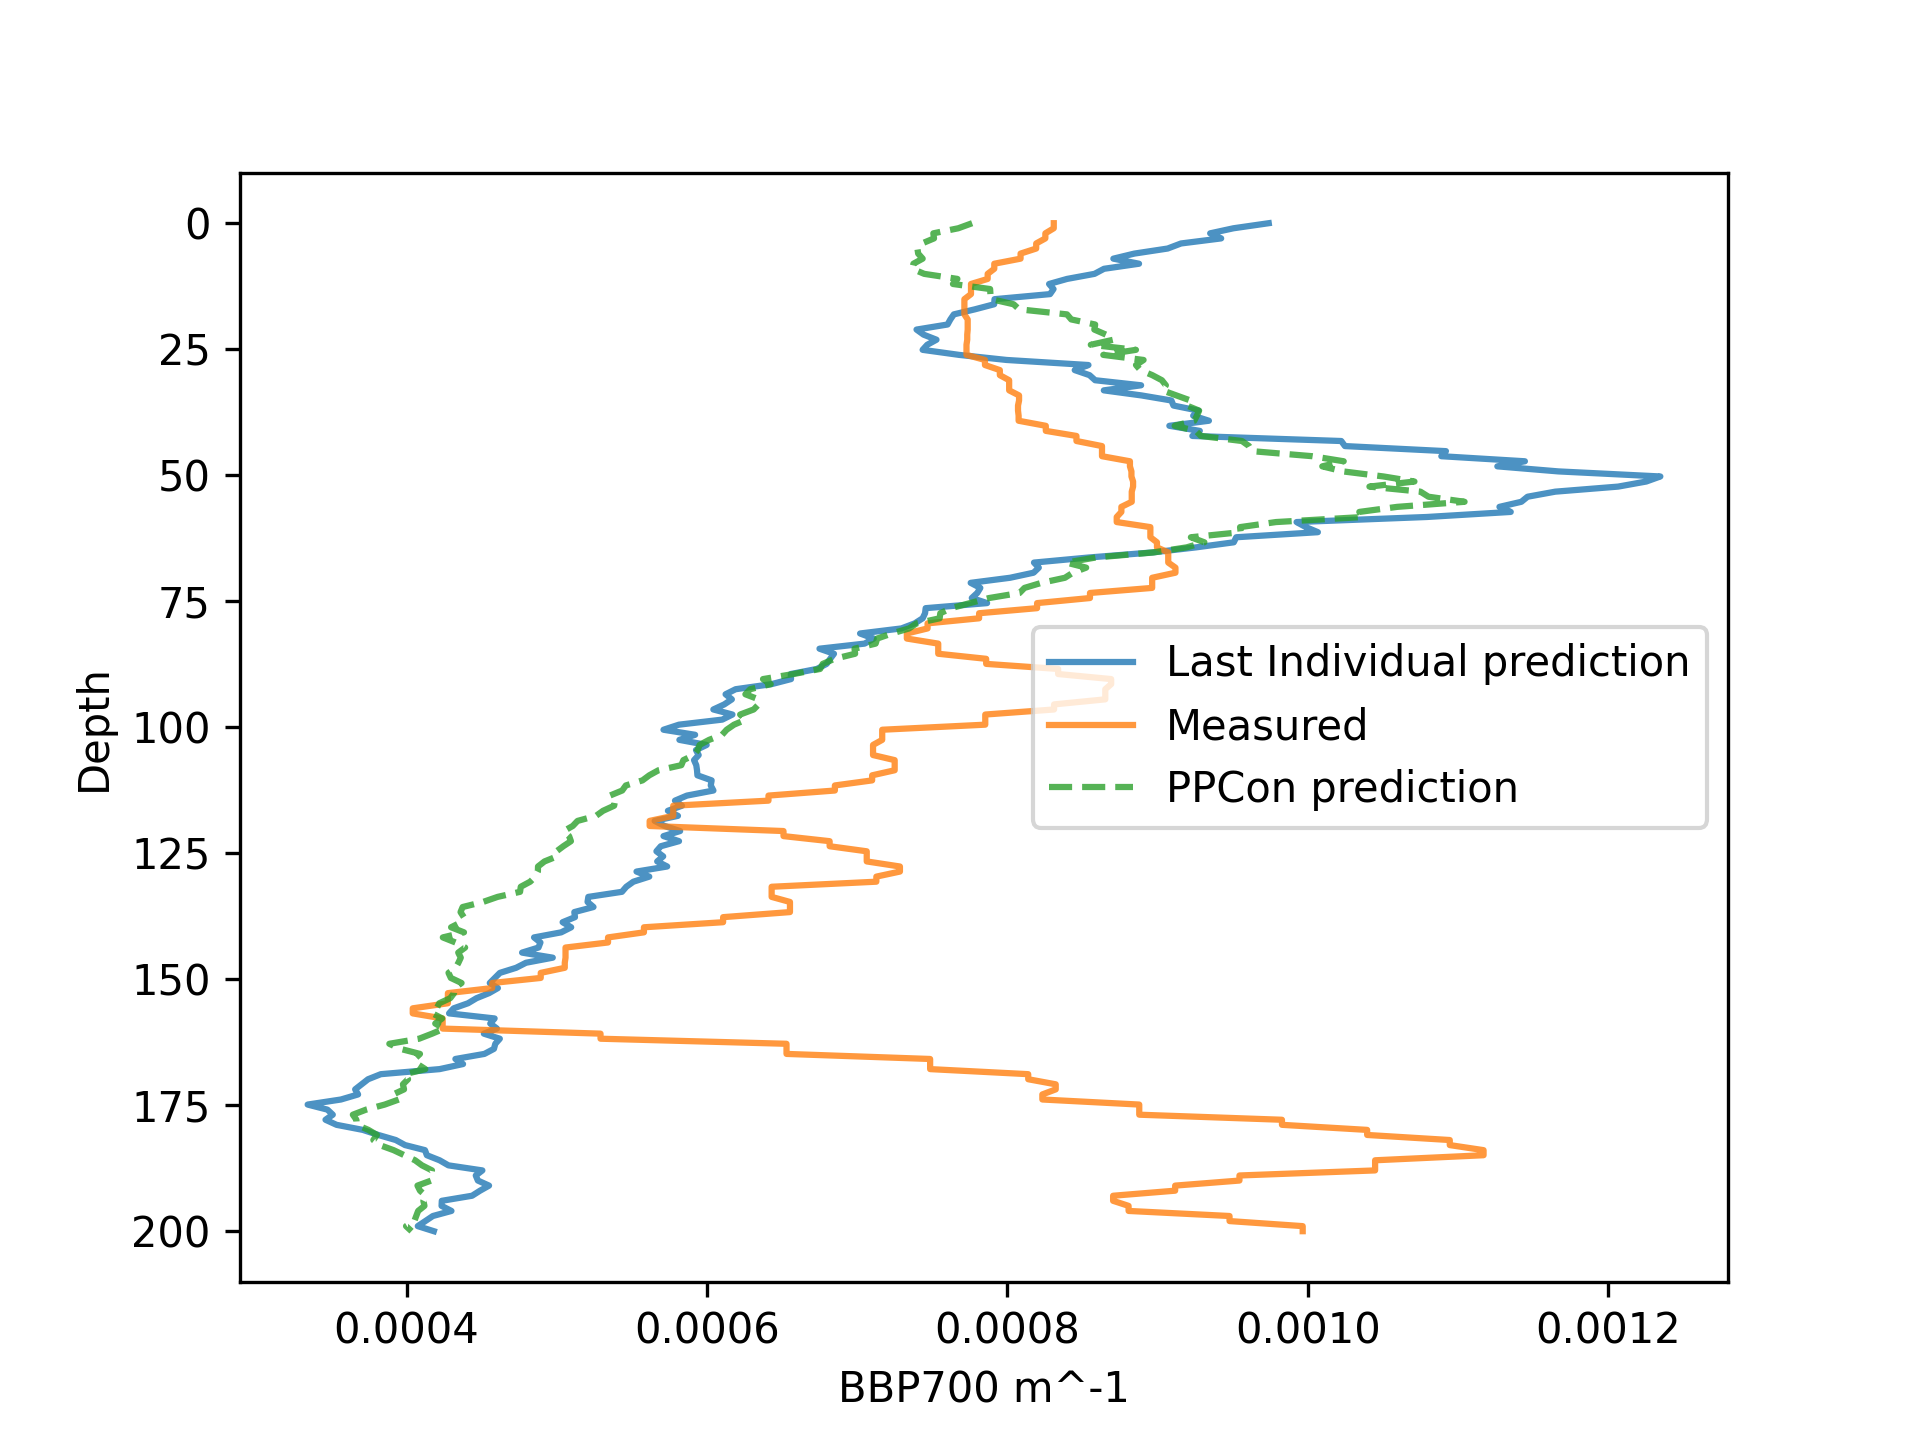 0
25
50
75
100
125
150
175
200
Depth
Last Individual prediction
Measured
PPCon prediction
0.0004 0.0006 0.0008 0.0010 0.0012
BBP700 m^-1